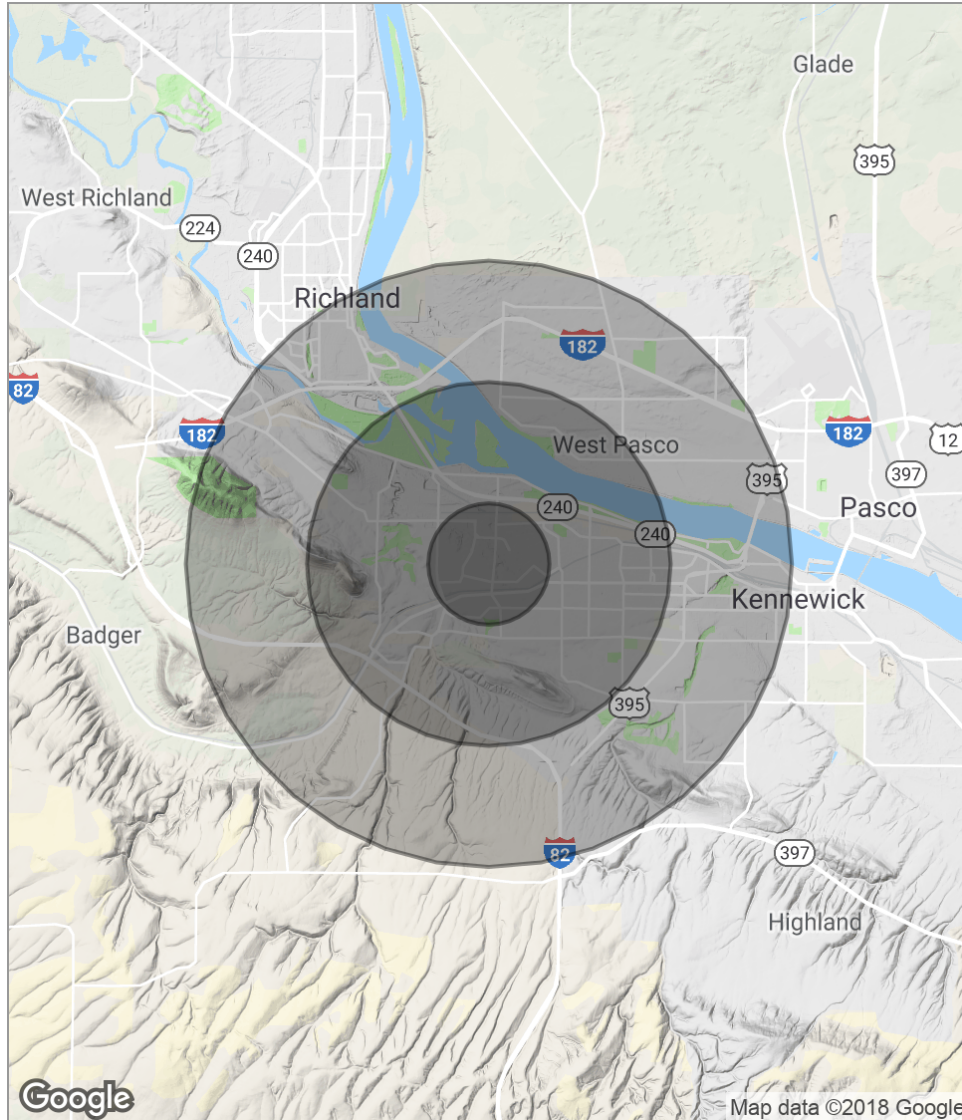 Glade
395
West Richland
224
240
Richland
182
82
182
West Pasco
182
12
395
397
240
Pasco
240
Kennewick
Badger
395
82
397
Highland
Google
Map data ©2018 Google